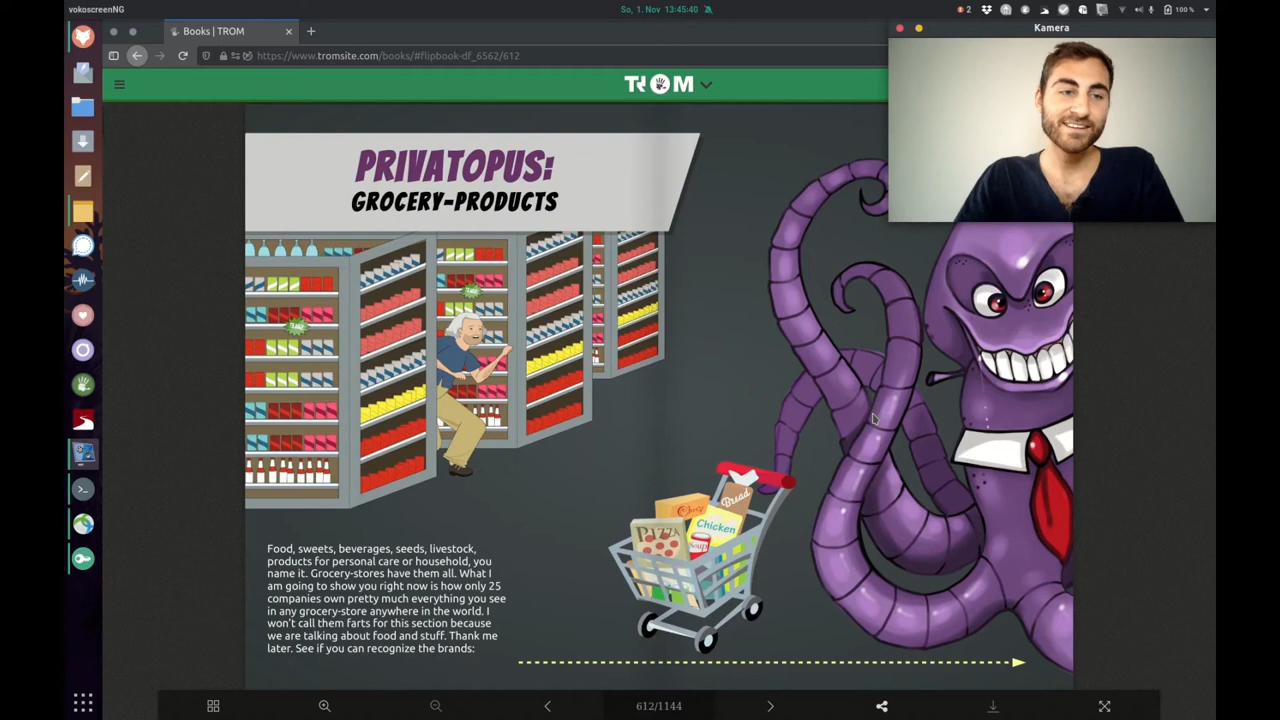 vokoscreenNG
So, 1. Nov 13:45:40
2
100 %
Books | TROM
https://www.tromsite.com/books/#flipbook-df_6562/612
Kamera
TROM
PRIVATOPUS:
GROCERY-PRODUCTS
Bread
Chicken
PIZZA
Soup
Food, sweets, beverages, seeds, livestock,
products for personal care or household, you
name it. Grocery-stores have them all. What I
am going to show you right now is how only 25
companies own pretty much everything you see
in any grocery-store anywhere in the world. I
won't call them farts for this section because
we are talking about food and stuff. Thank me
later. See if you can recognize the brands:
612/1144